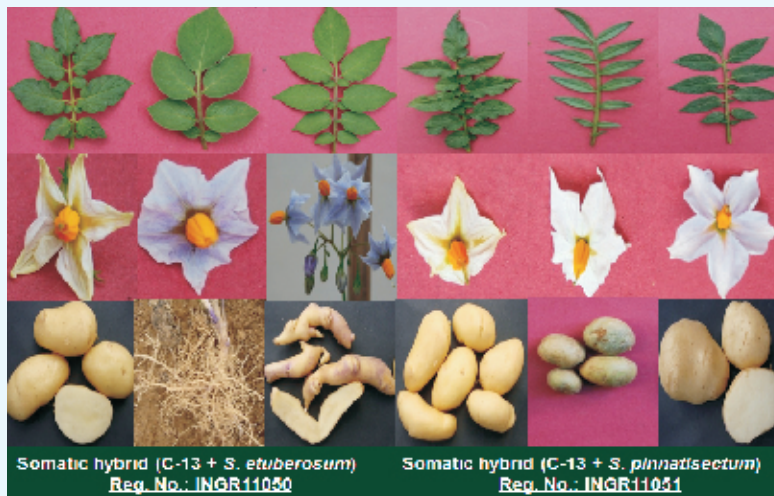 Somatic hybrid (C-13 + S. etuberosum)
Reg. No.: INGR11050
Somatic hybrid (C-13 + S. pinnatisectum)
Reg. No.: INGR11051